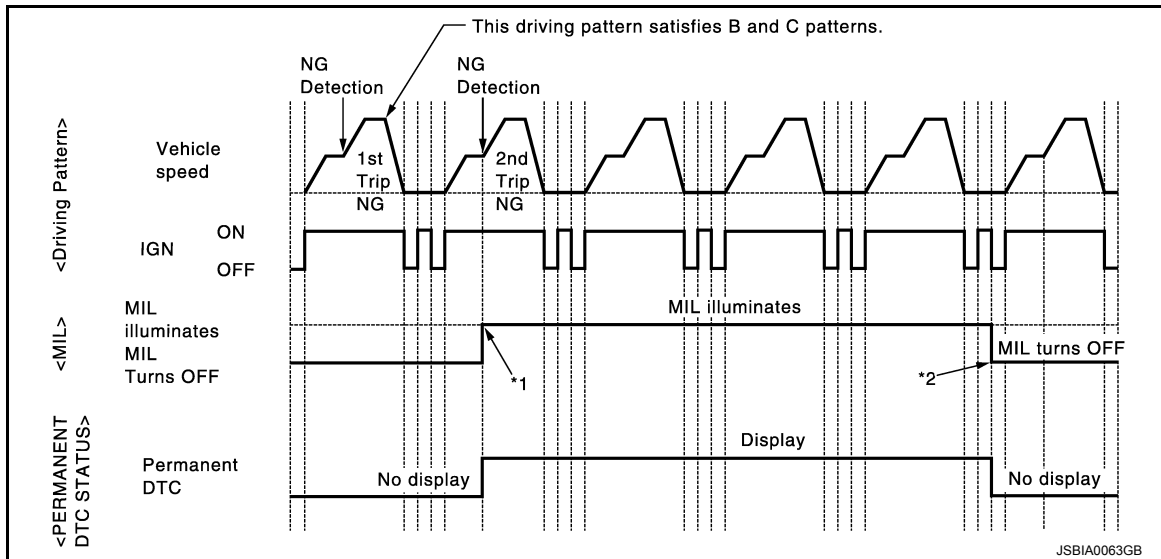 This driving pattern satisfies B and C patterns.
NG
Detection
NG
Detection
<Driving Pattern>
Vehicle
speed
1st
Trip
NG
2nd
Trip
NG
IGN
ON
OFF
<MIL>
MIL
illuminates
MIL
Turns OFF
MIL illuminates
*1
*2
MIL turns OFF
<PERMANENT
DTC STATUS>
Permanent
DTC
No display
Display
No display
JSBIA0063GB